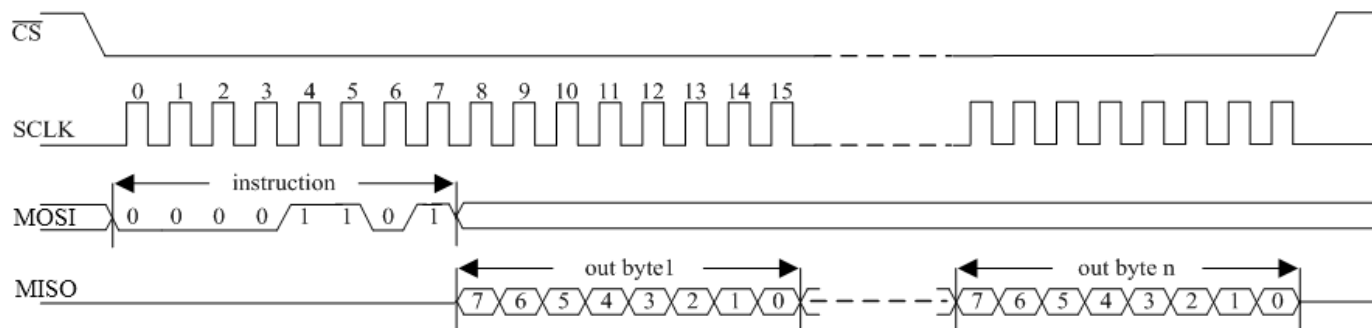 CS
0 1 2 3 4 5 6 7 8 9 10 11 12 13 14 15
SCLK
instruction
MOSI 0 0 0 0 1 1 0 1
out byte1 out byte n
MISO 7 6 5 4 3 2 1 0 7 6 5 4 3 2 1 0